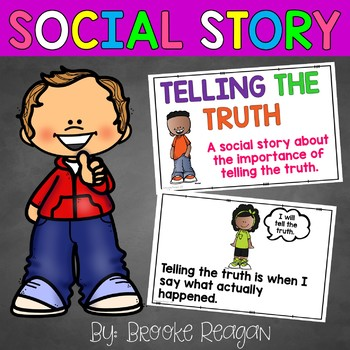 SOCIAL STORY
TELLING THE
TRUTH
A social story about
the importance of
telling the truth.
I will
tell the
truth.
Telling the truth is when I
say what actually
happened.
By: Brooke Reagan